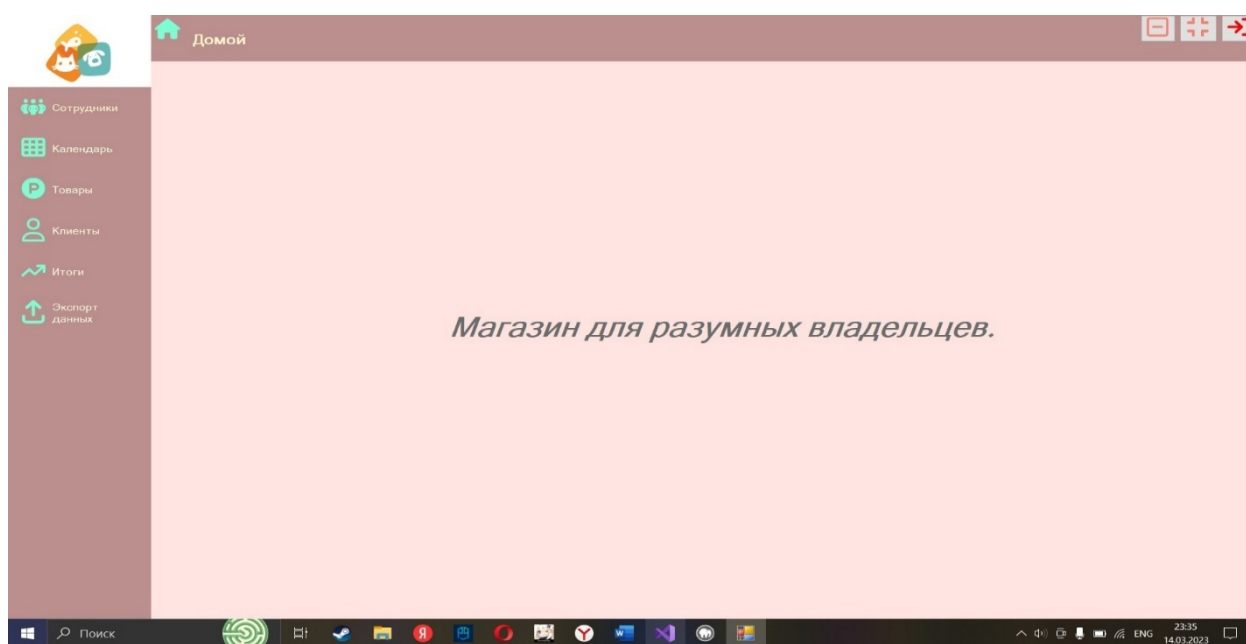 Домой
Сотрудники
Календарь
P
Товары
Клиенты
Итоги
Экспорт
данных
Магазин для разумных владельцев.
Поиск
Я
ENG
23:35
14.03.2023